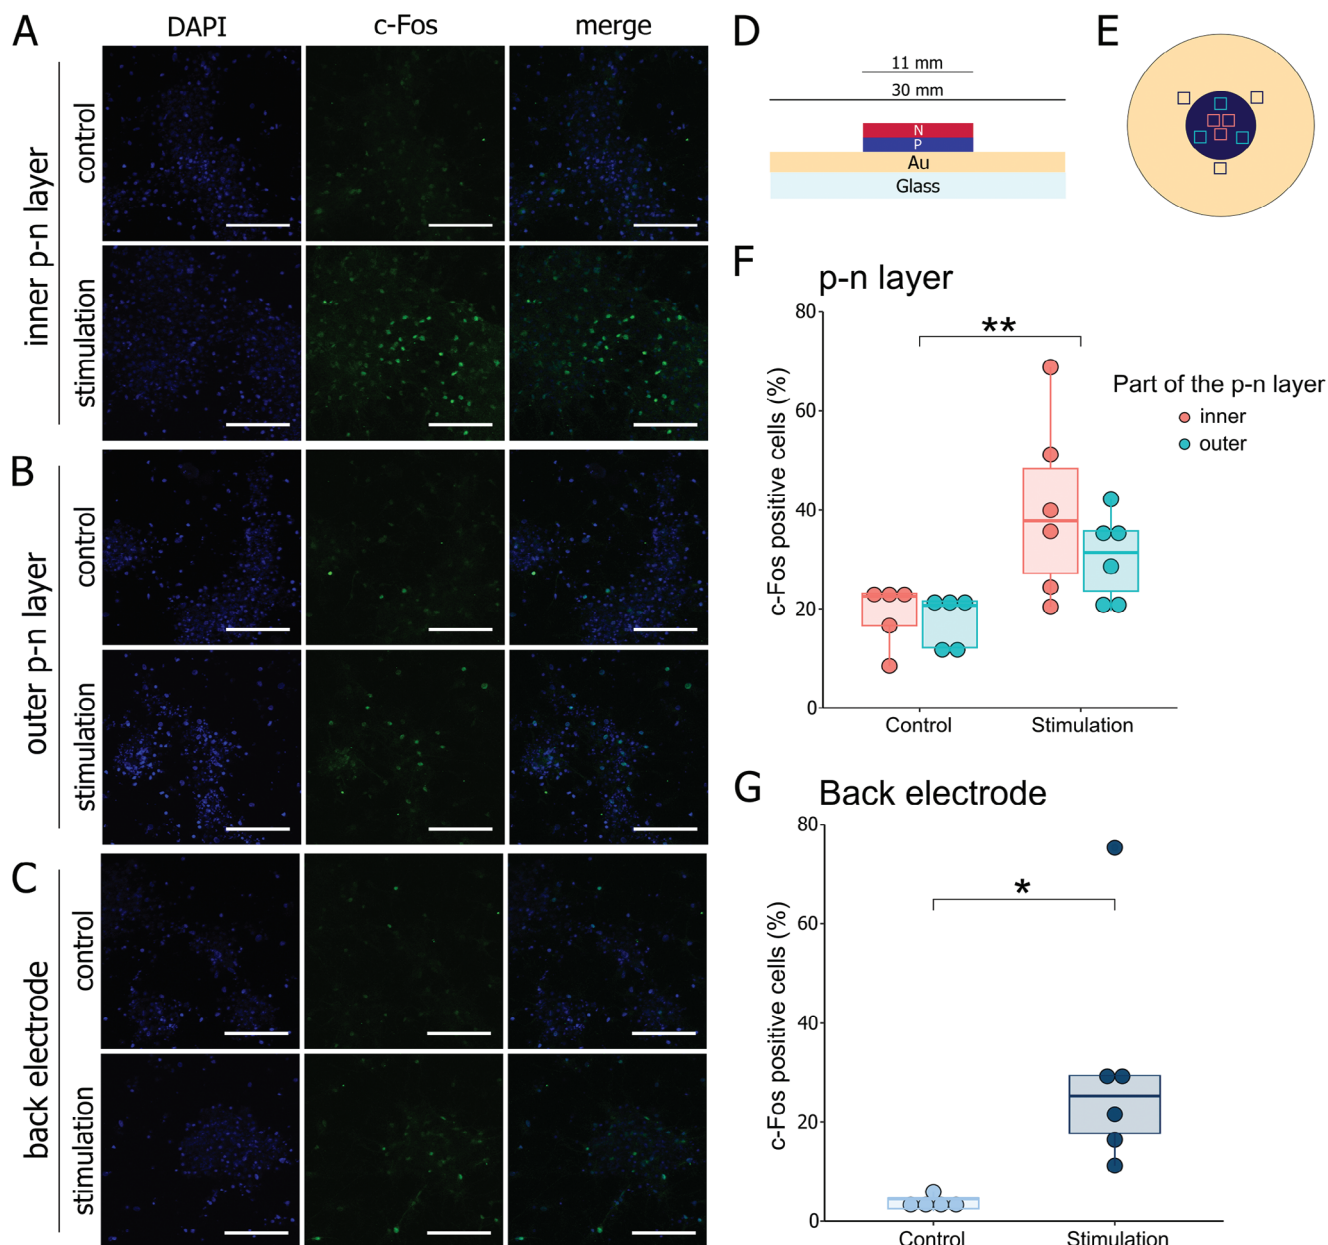 A
DAPI
c-Fos
merge
inner p-n layer
control
stimulation
B
outer p-n layer
control
stimulation
C
back electrode
control
stimulation
D
11 mm
30 mm
N
P
Au
Glass
E
F
p-n layer
**
c-Fos positive cells (%)
80
60
40
20
0
Control
Stimulation
Part of the p-n layer
inner
outer
G
Back electrode
*
c-Fos positive cells (%)
80
60
40
20
0
Control
Stimulation